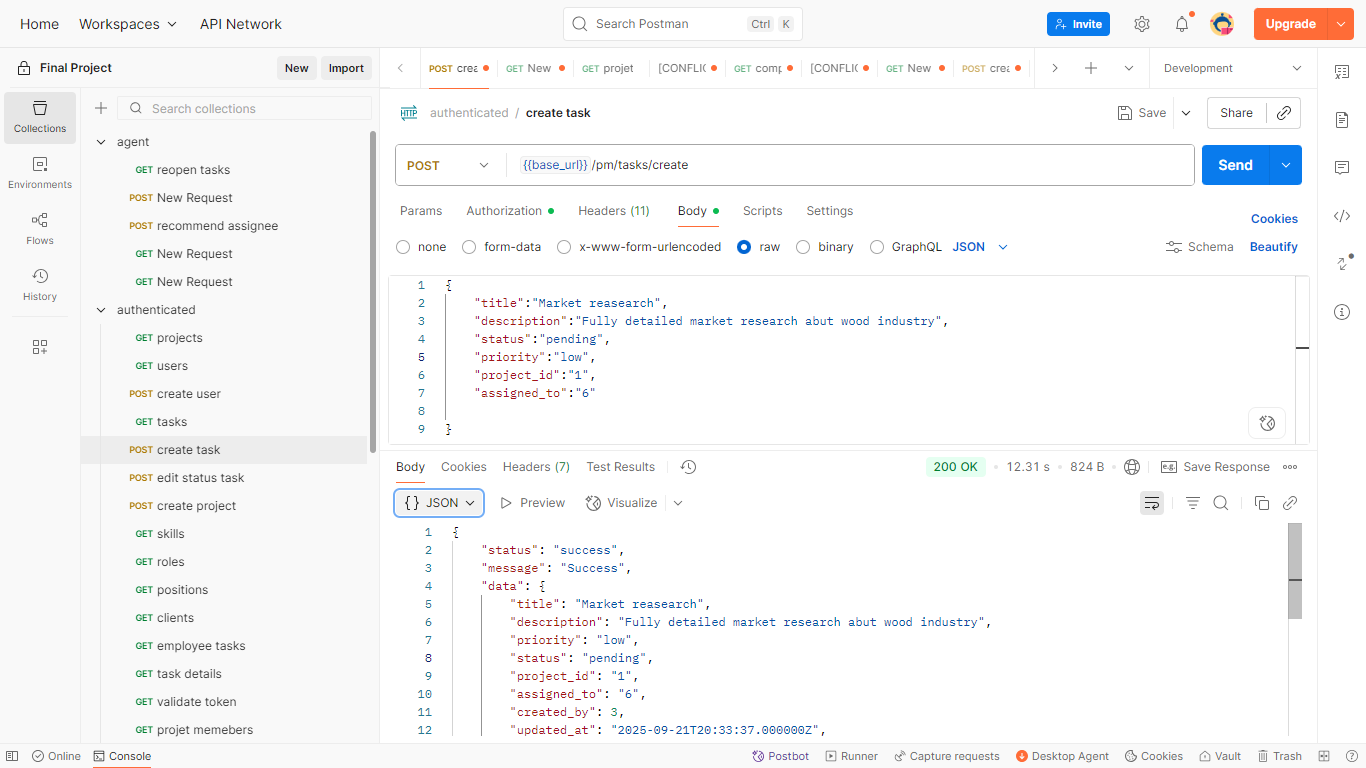 Home Workspaces API Network Search Postman Ctrl K Invite Upgrade
Final Project New Import
POST crea GET New GET projet [CONFLIC GET comp [CONFLIC GET New POST crea Development
Collections
Environments
Flows
History
Search collections
agent
GET reopen tasks
POST New Request
POST recommend assignee
GET New Request
GET New Request
authenticated
GET projects
GET users
POST create user
GET tasks
POST create task
POST edit status task
POST create project
GET skills
GET roles
GET positions
GET clients
GET employee tasks
GET task details
GET validate token
GET projet memebers
HTTP authenticated / create task Save Share
POST {{base_url}} /pm/tasks/create Send
Params Authorization Headers (11) Body Scripts Settings Cookies
none form-data x-www-form-urlencoded raw binary GraphQL JSON Schema Beautify
1 {
2 "title":"Market reasearch",
3 "description":"Fully detailed market research abut wood industry",
4 "status":"pending",
5 "priority":"low",
6 "project_id":"1",
7 "assigned_to":"6"
8
9 }
Body Cookies Headers (7) Test Results 200 OK • 12.31 s • 824 B • e.g. Save Response
{} JSON Preview Visualize
1 {
2 "status": "success",
3 "message": "Success",
4 "data": {
5 "title": "Market reasearch",
6 "description": "Fully detailed market research abut wood industry",
7 "priority": "low",
8 "status": "pending",
9 "project_id": "1",
10 "assigned_to": "6",
11 "created_by": 3,
12 "updated_at": "2025-09-21T20:33:37.000000Z",
Online Console Postbot Runner Capture requests Desktop Agent Cookies Vault Trash